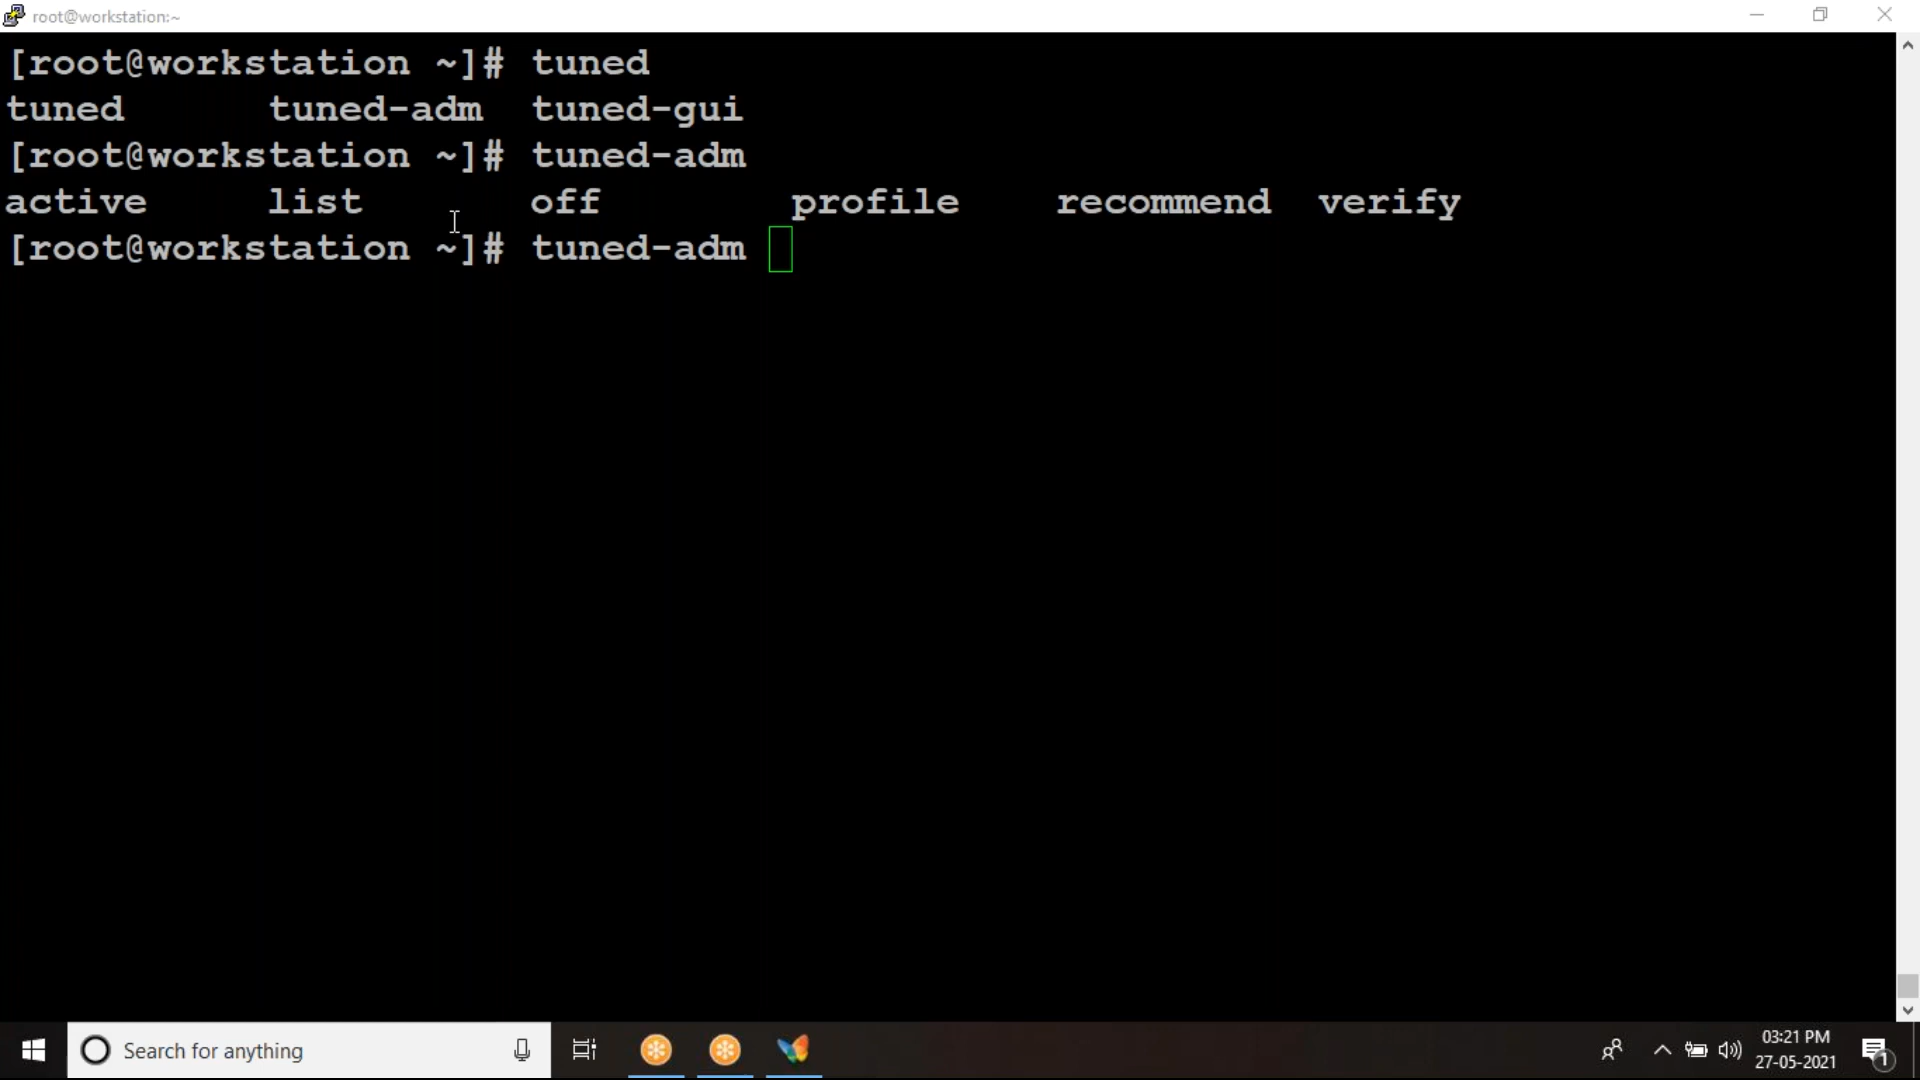 root@workstation:~
[root@workstation ~]# tuned
tuned tuned-adm tuned-gui
[root@workstation ~]# tuned-adm
active list off profile recommend verify
[root@workstation ~]# tuned-adm
Search for anything
03:21 PM
27-05-2021
1